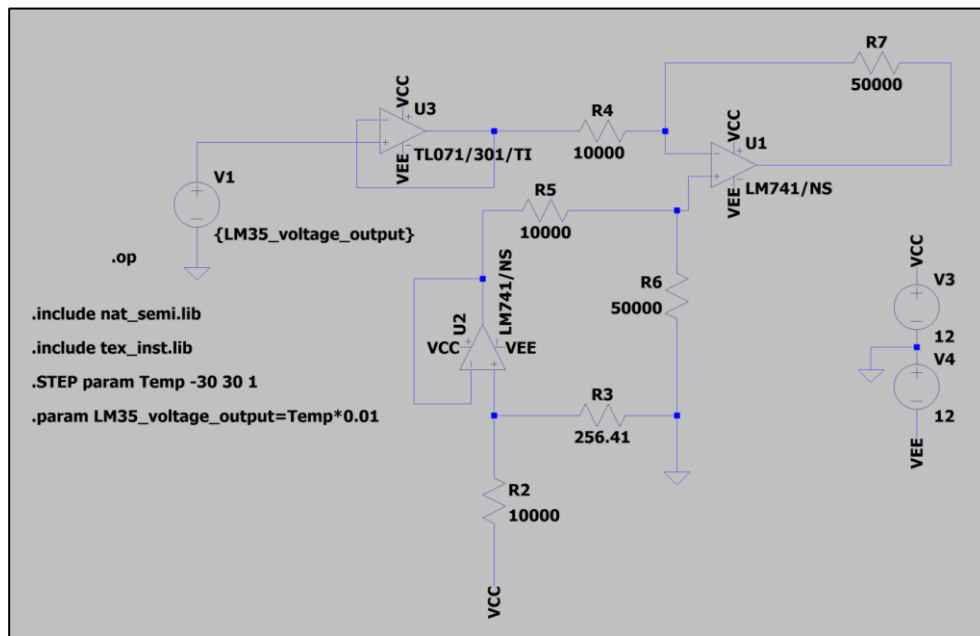 R7
50000
VCC
U3
R4
10000
VCC
U1
VEE
TL071/301/TI
VEE
LM741/NS
V1
{LM35_voltage_output}
R5
10000
.op
R6
50000
VCC
V3
12
V4
12
VEE
LM741/NS
U2
VCC
VEE
.include nat_semi.lib
.include tex_inst.lib
.STEP param Temp -30 30 1
.param LM35_voltage_output=Temp*0.01
R3
256.41
R2
10000
VCC